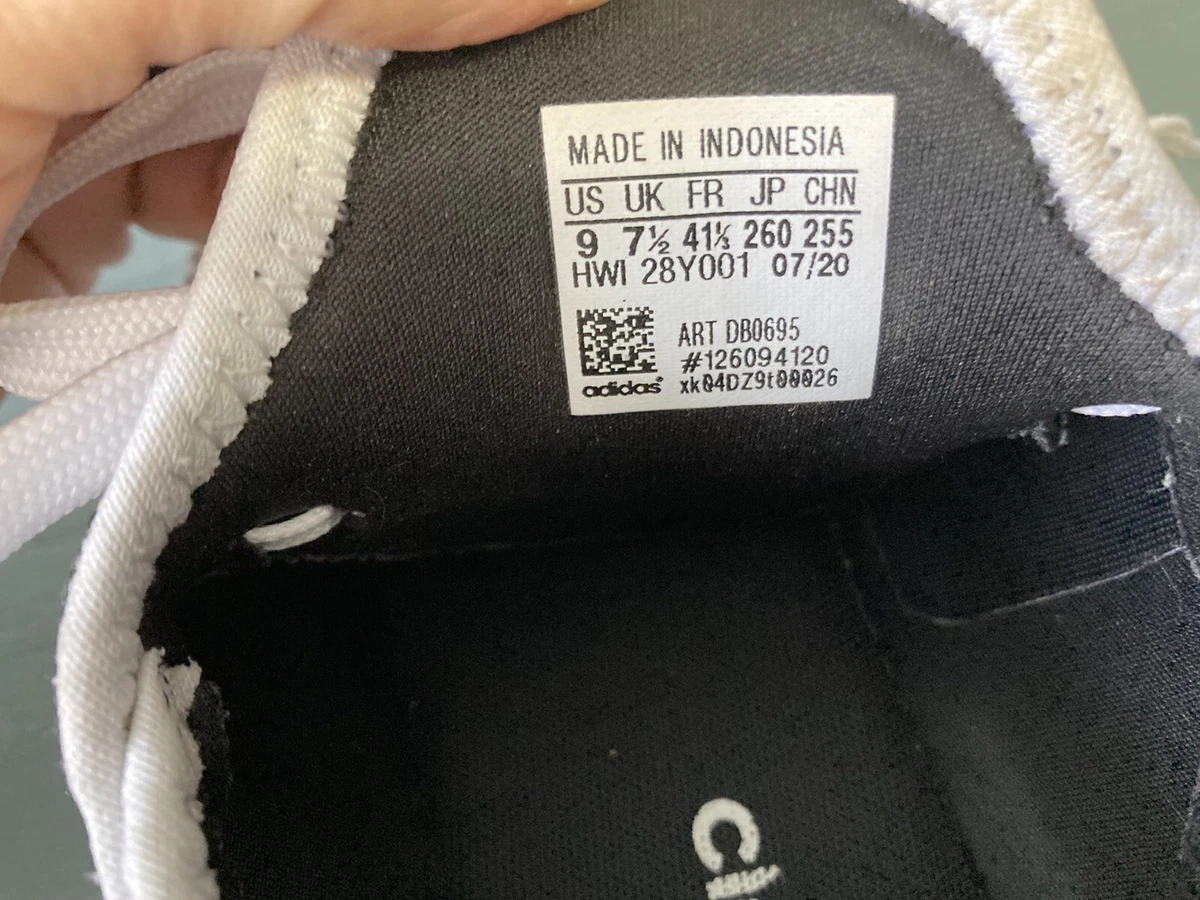 MADE IN INDONESIA
US UK FR JP CHN
9 7½ 41⅓ 260 255
HWI 28Y001 07/20
ART DB0695
#126094120
adidas® xk04DZ9t00026